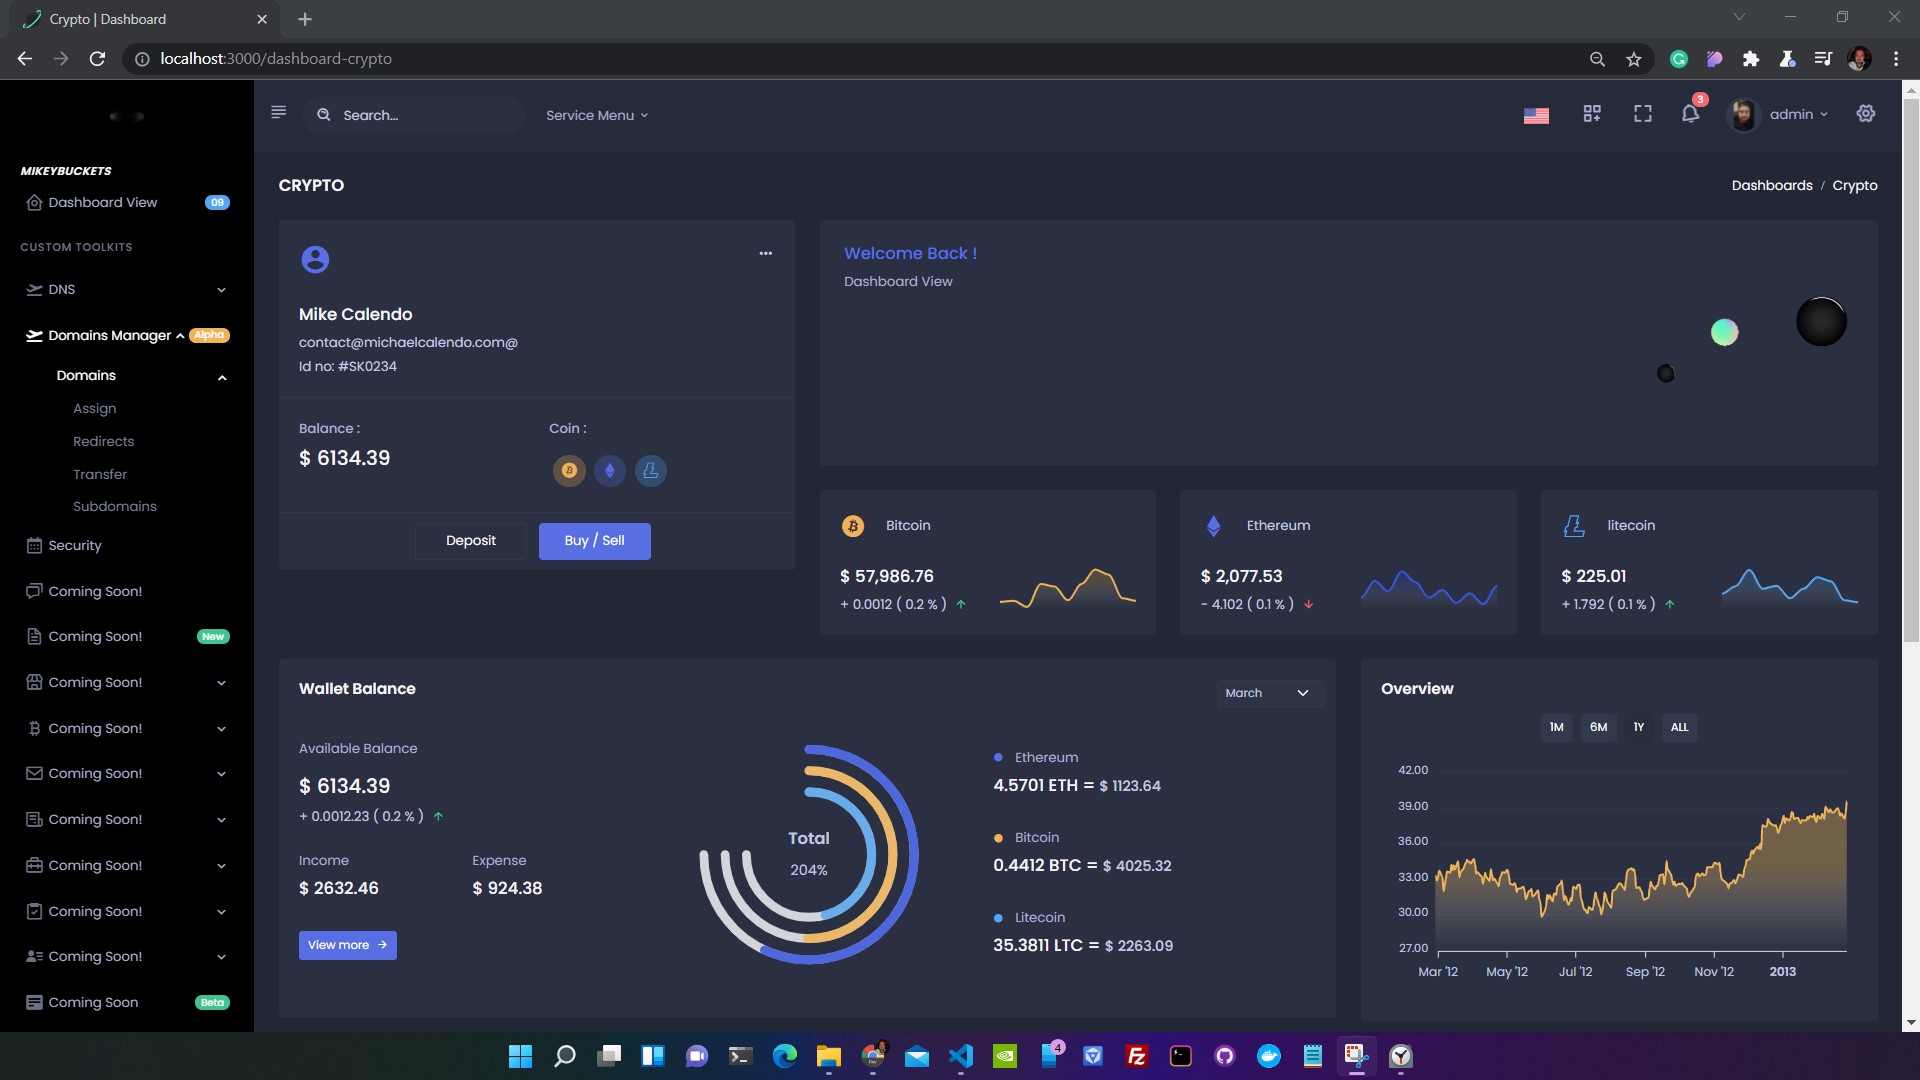 Crypto | Dashboard
localhost:3000/dashboard-crypto
Search...
Service Menu
3
admin
MIKEYBUCKETS
Dashboard View 09
CUSTOM TOOLKITS
DNS
Domains Manager Alpha
Domains
Assign
Redirects
Transfer
Subdomains
Security
Coming Soon!
Coming Soon! New
Coming Soon!
Coming Soon!
Coming Soon!
Coming Soon!
Coming Soon!
Coming Soon!
Coming Soon!
Coming Soon Beta
CRYPTO
Dashboards / Crypto
Mike Calendo
contact@michaelcalendo.com@
Id no: #SK0234
Balance :
$ 6134.39
Coin :
Deposit
Buy / Sell
Welcome Back !
Dashboard View
Bitcoin
$ 57,986.76
+ 0.0012 ( 0.2 % )
Ethereum
$ 2,077.53
- 4.102 ( 0.1 % )
litecoin
$ 225.01
+ 1.792 ( 0.1 % )
Wallet Balance
March
Available Balance
$ 6134.39
+ 0.0012.23 ( 0.2 % )
Income
$ 2632.46
Expense
$ 924.38
View more
Total
204%
Ethereum
4.5701 ETH = $ 1123.64
Bitcoin
0.4412 BTC = $ 4025.32
Litecoin
35.3811 LTC = $ 2263.09
Overview
1M 6M 1Y ALL
42.00
39.00
36.00
33.00
30.00
27.00
Mar '12 May '12 Jul '12 Sep '12 Nov '12 2013
4